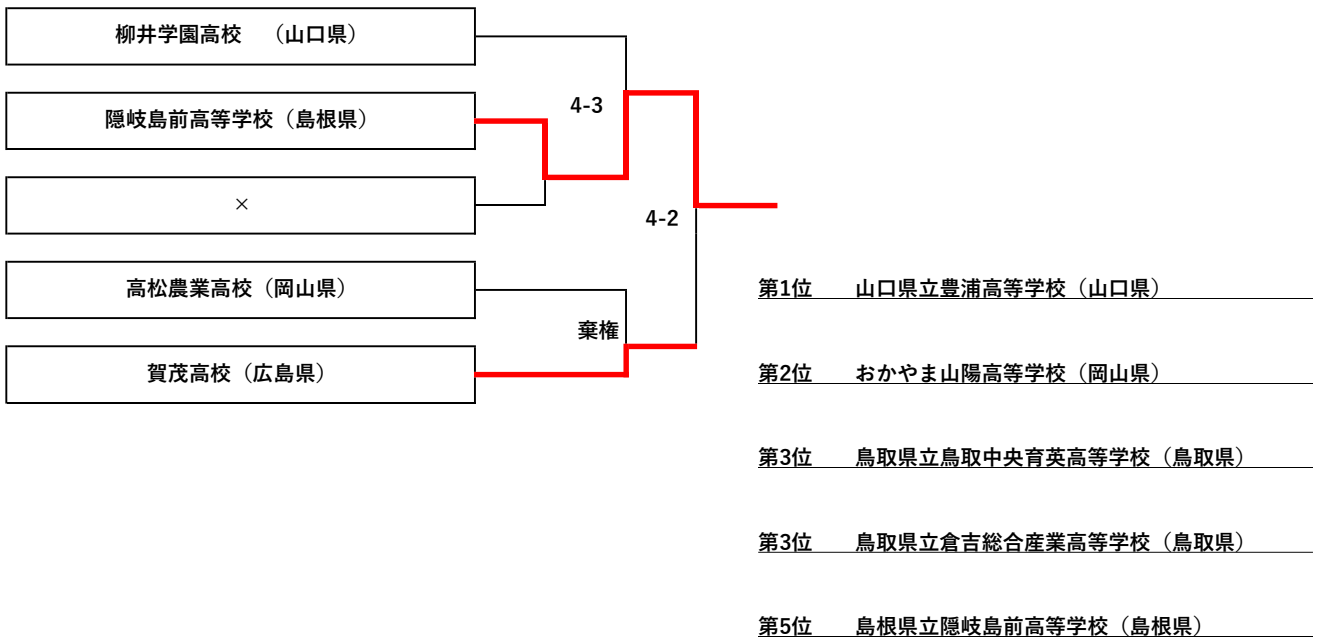 柳井学園高校　（山口県）
4-3
隠岐島前高等学校（島根県）
×
4-2
高松農業高校（岡山県）
棄権
賀茂高校（広島県）
第1位　山口県立豊浦高等学校（山口県）
第2位　おかやま山陽高等学校（岡山県）
第3位　鳥取県立鳥取中央育英高等学校（鳥取県）
第3位　鳥取県立倉吉総合産業高等学校（鳥取県）
第5位　島根県立隠岐島前高等学校（島根県）